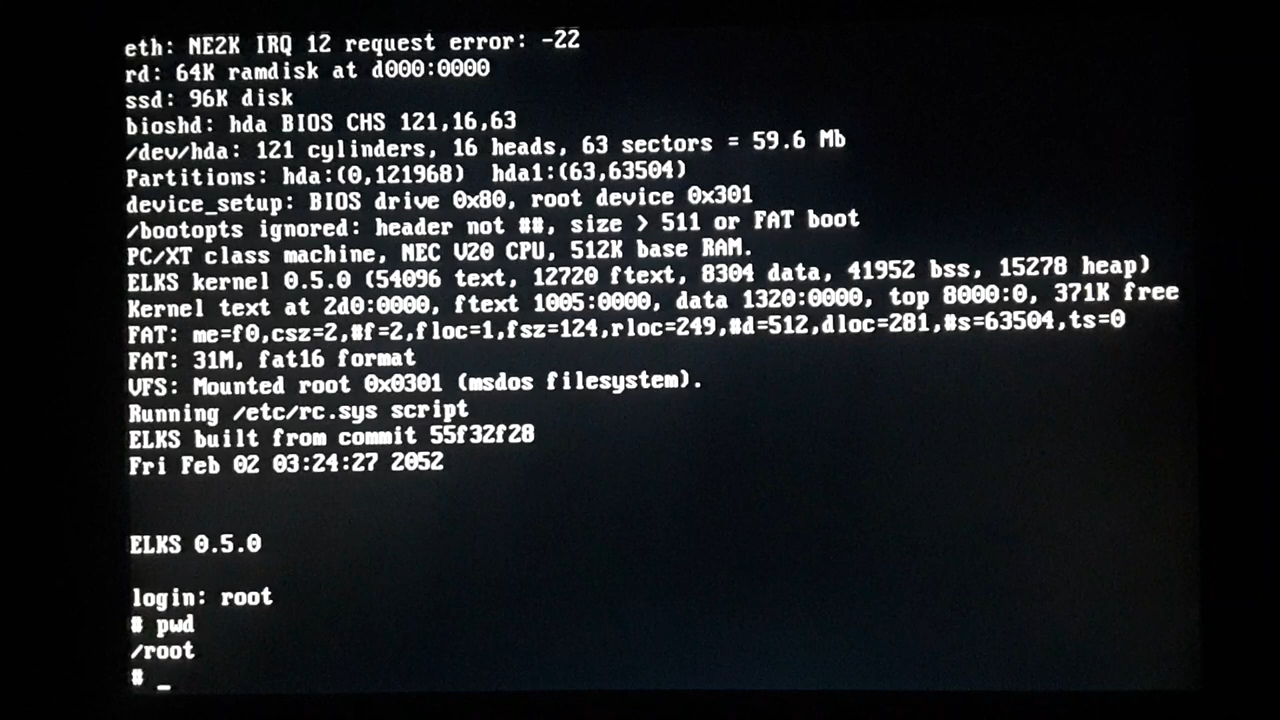 eth: NE2K IRQ 12 request error: -22
rd: 64K ramdisk at d000:0000
ssd: 96K disk
bioshd: hda BIOS CHS 121,16,63
/dev/hda: 121 cylinders, 16 heads, 63 sectors = 59.6 Mb
Partitions: hda:(0,121968)  hda1:(63,63504)
device_setup: BIOS drive 0x80, root device 0x301
/bootopts ignored: header not ##, size > 511 or FAT boot
PC/XT class machine, NEC V20 CPU, 512K base RAM.
ELKS kernel 0.5.0 (54096 text, 12720 ftext, 8304 data, 41952 bss, 15278 heap)
Kernel text at 2d0:0000, ftext 1005:0000, data 1320:0000, top 8000:0, 371K free
FAT: me=f0,csz=2,#f=2,floc=1,fsz=124,rloc=249,#d=512,dloc=281,#s=63504,ts=0
FAT: 31M, fat16 format
VFS: Mounted root 0x0301 (msdos filesystem).
Running /etc/rc.sys script
ELKS built from commit 55f32f28
Fri Feb 02 03:24:27 2052
ELKS 0.5.0
login: root
# pwd
/root
# _